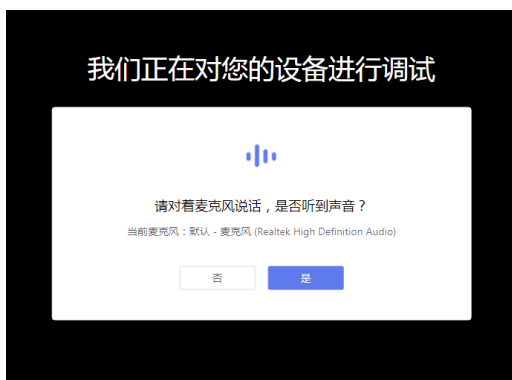 我们正在对您的设备进行调试
请对着麦克风说话，是否听到声音？
当前麦克风：默认 - 麦克风 (Realtek High Definition Audio)
否
是